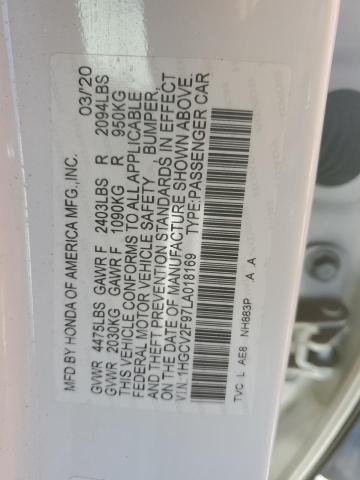 MFD.BY HONDA OF AMERICA MFG.,INC. 03/20
GVWR 4475LBS GAWR F 2403LBS R 2094LBS
GVWR 2030KG GAWR F 1090KG R 950KG
THIS VEHICLE CONFORMS TO ALL APPLICABLE
FEDERAL MOTOR VEHICLE SAFETY , BUMPER,
AND THEFT PREVENTION STANDARDS IN EFFECT
ON THE DATE OF MANUFACTURE SHOWN ABOVE.
V.I.N. 1HGCV2F97LA018169 TYPE:PASSENGER CAR
TVC L AE8 NH883P .A .A